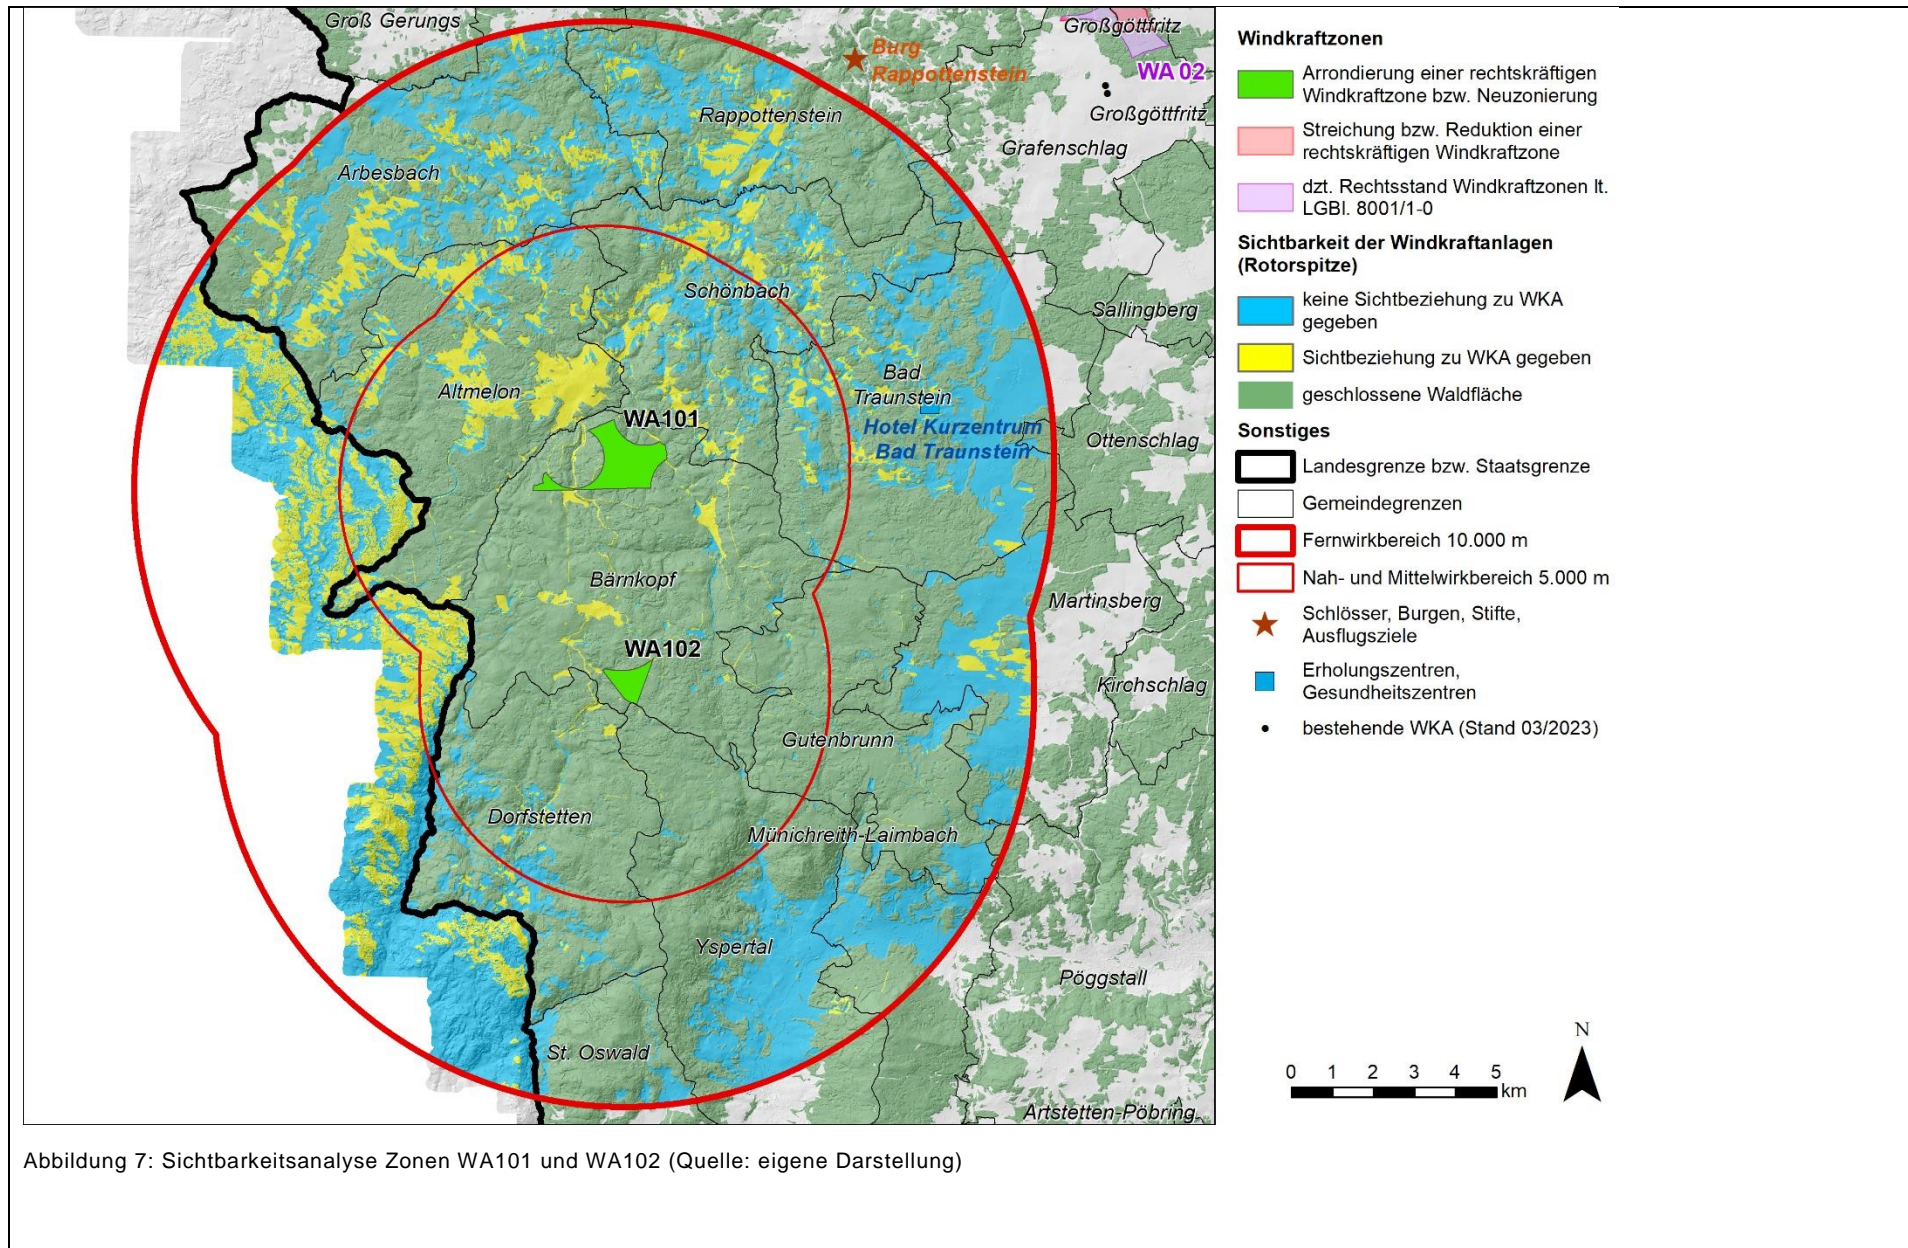 Groß Gerungs
Burg
Rappottenstein
Großgöttfritz
WA 02
Großgöttfritz
Rappottenstein
Grafenschlag
Arbesbach
Schönbach
Sallingberg
Altmelon
Bad
Traunstein
Hotel Kurzentrum
Bad Traunstein
WA101
Ottenschlag
Bärnkopf
Martinsberg
WA102
Kirchschlag
Gutenbrunn
Dorfstetten
Münichreith-Laimbach
Yspertal
Pöggstall
St. Oswald
Artstetten-Pöbring
Windkraftzonen
Arrondierung einer rechtskräftigen
Windkraftzone bzw. Neuzonierung
Streichung bzw. Reduktion einer
rechtskräftigen Windkraftzone
dzt. Rechtsstand Windkraftzonen lt.
LGBl. 8001/1-0
Sichtbarkeit der Windkraftanlagen
(Rotorspitze)
keine Sichtbeziehung zu WKA
gegeben
Sichtbeziehung zu WKA gegeben
geschlossene Waldfläche
Sonstiges
Landesgrenze bzw. Staatsgrenze
Gemeindegrenzen
Fernwirkbereich 10.000 m
Nah- und Mittelwirkbereich 5.000 m
Schlösser, Burgen, Stifte,
Ausflugsziele
Erholungszentren,
Gesundheitszentren
bestehende WKA (Stand 03/2023)
N
0 1 2 3 4 5
km
Abbildung 7: Sichtbarkeitsanalyse Zonen WA101 und WA102 (Quelle: eigene Darstellung)